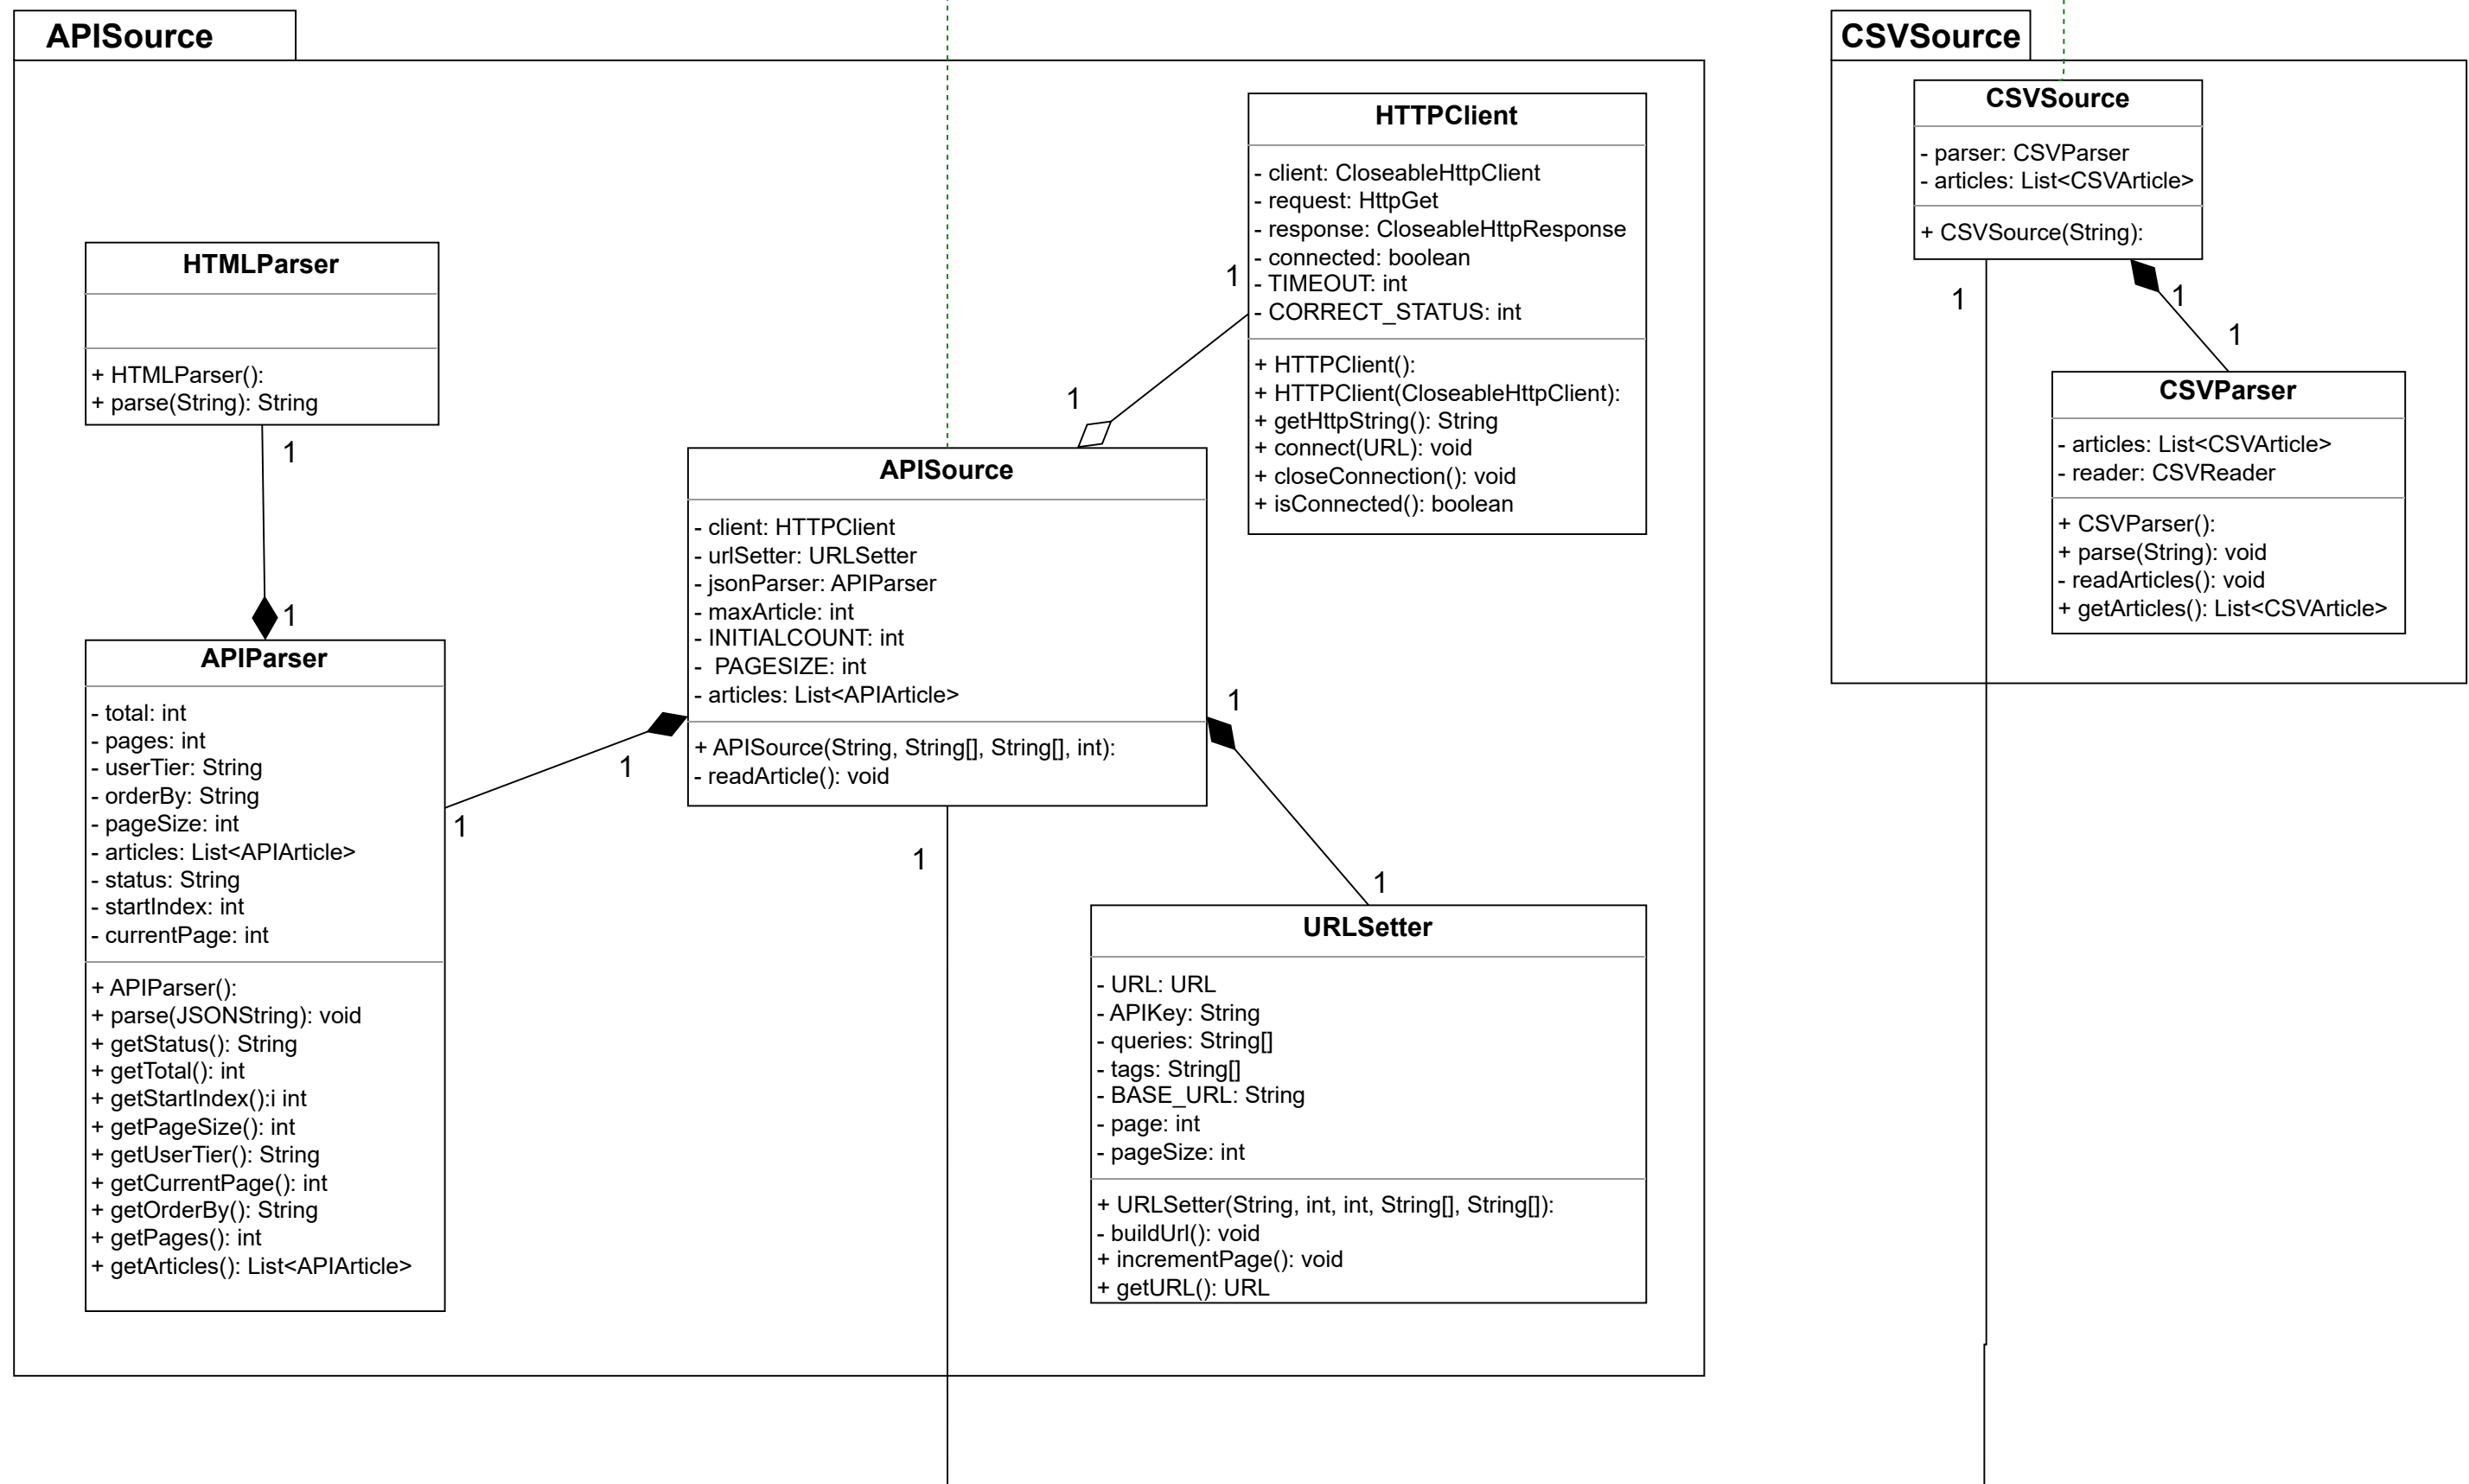 APISource
HTMLParser
+ HTMLParser():
+ parse(String): String
1
1
APIParser
- total: int
- pages: int
- userTier: String
- orderBy: String
- pageSize: int
- articles: List<APIArticle>
- status: String
- startIndex: int
- currentPage: int
+ APIParser():
+ parse(JSONString): void
+ getStatus(): String
+ getTotal(): int
+ getStartIndex():i int
+ getPageSize(): int
+ getUserTier(): String
+ getCurrentPage(): int
+ getOrderBy(): String
+ getPages(): int
+ getArticles(): List<APIArticle>
1
1
APISource
- client: HTTPClient
- urlSetter: URLSetter
- jsonParser: APIParser
- maxArticle: int
- INITIALCOUNT: int
- PAGESIZE: int
- articles: List<APIArticle>
+ APISource(String, String[], String[], int):
- readArticle(): void
1
1
1
HTTPClient
- client: CloseableHttpClient
- request: HttpGet
- response: CloseableHttpResponse
- connected: boolean
- TIMEOUT: int
- CORRECT_STATUS: int
+ HTTPClient():
+ HTTPClient(CloseableHttpClient):
+ getHttpString(): String
+ connect(URL): void
+ closeConnection(): void
+ isConnected(): boolean
1
1
URLSetter
- URL: URL
- APIKey: String
- queries: String[]
- tags: String[]
- BASE_URL: String
- page: int
- pageSize: int
+ URLSetter(String, int, int, String[], String[]):
- buildUrl(): void
+ incrementPage(): void
+ getURL(): URL
CSVSource
CSVSource
- parser: CSVParser
- articles: List<CSVArticle>
+ CSVSource(String):
1
1
1
CSVParser
- articles: List<CSVArticle>
- reader: CSVReader
+ CSVParser():
+ parse(String): void
- readArticles(): void
+ getArticles(): List<CSVArticle>